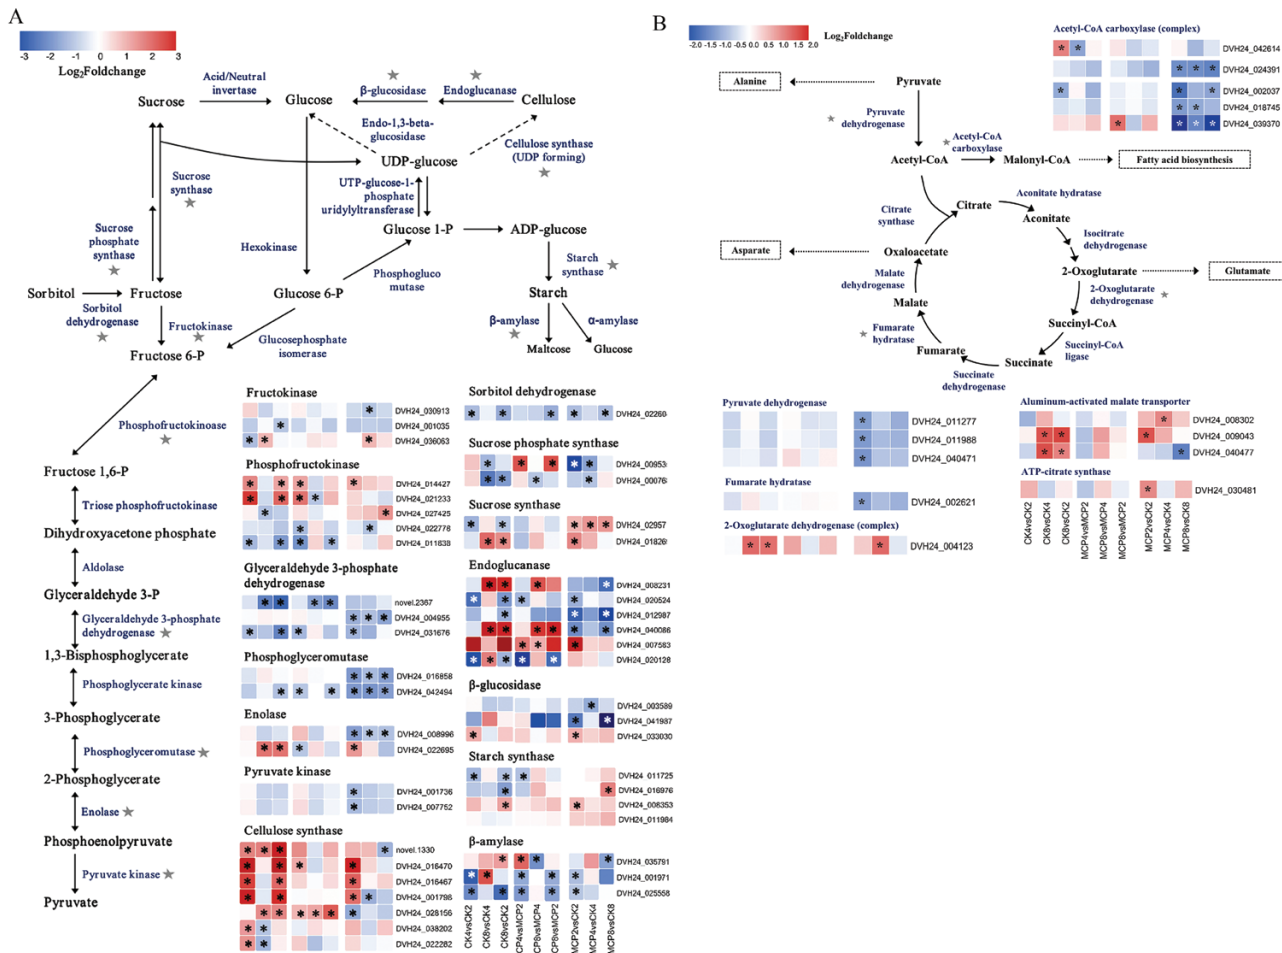 A
-3 -2 -1 0 1 2 3
Log2Foldchange
Sucrose
Acid/Neutral
invertase
Glucose
β-glucosidase
Endoglucanase
Cellulose
Endo-1,3-beta-
glucosidase
Cellulose synthase
(UDP forming)
UDP-glucose
Sucrose
synthase
UTP-glucose-1-
phosphate
uridylyltransferase
Glucose 1-P
ADP-glucose
Sucrose
phosphate
synthase
Hexokinase
Phosphogluco
mutase
Starch
synthase
Sorbitol
Fructose
Glucose 6-P
Starch
Sorbitol
dehydrogenase
Fructokinase
Glucosephosphate
isomerase
β-amylase
α-amylase
Maltcose
Glucose
Fructose 6-P
Phosphofructokinoase
Fructose 1,6-P
Triose phosphofructokinase
Dihydroxyacetone phosphate
Aldolase
Glyceraldehyde 3-P
Glyceraldehyde 3-phosphate
dehydrogenase
1,3-Bisphosphoglycerate
Phosphoglycerate kinase
3-Phosphoglycerate
Phosphoglyceromutase
2-Phosphoglycerate
Enolase
Phosphoenolpyruvate
Pyruvate kinase
Pyruvate
Fructokinase
DVH24_030913
DVH24_001035
DVH24_036063
Phosphofructokinase
DVH24_014427
DVH24_021233
DVH24_027425
DVH24_022778
DVH24_011838
Glyceraldehyde 3-phosphate
dehydrogenase
novel.2367
DVH24_004955
DVH24_031676
Phosphoglyceromutase
DVH24_016858
DVH24_042494
Enolase
DVH24_008996
DVH24_022695
Pyruvate kinase
DVH24_001736
DVH24_007752
Cellulose synthase
novel.1330
DVH24_016470
DVH24_016467
DVH24_001798
DVH24_028156
DVH24_038202
DVH24_022282
Sorbitol dehydrogenase
DVH24_02266
Sucrose phosphate synthase
DVH24_00953
DVH24_00076
Sucrose synthase
DVH24_02957
DVH24_01826
Endoglucanase
DVH24_008231
DVH24_020524
DVH24_012987
DVH24_040086
DVH24_007583
DVH24_020128
β-glucosidase
DVH24_003589
DVH24_041987
DVH24_033030
Starch synthase
DVH24_011725
DVH24_016976
DVH24_008353
DVH24_011984
β-amylase
DVH24_035791
DVH24_001971
DVH24_025558
CK4vsCK2
CK8vsCK4
CK8vsCK2
CP4vsMCP2
CP8vsMCP4
CP8vsMCP2
MCP2vsCK2
MCP4vsCK4
MCP8vsCK8
B
-2.0 -1.5 -1.0 -0.5 0.0 0.5 1.0 1.5 2.0
Log2Foldchange
Acetyl-CoA carboxylase (complex)
DVH24_042614
DVH24_024391
DVH24_002037
DVH24_018745
DVH24_039370
Alanine
Pyruvate
Pyruvate
dehydrogenase
Acetyl-CoA
Acetyl-CoA
carboxylase
Malonyl-CoA
Fatty acid biosynthesis
Citrate
synthase
Citrate
Aconitate hydratase
Aconitate
Isocitrate
dehydrogenase
Asparate
Oxaloacetate
2-Oxoglutarate
Glutamate
Malate
dehydrogenase
2-Oxoglutarate
dehydrogenase
Malate
Succinyl-CoA
Fumarate
hydratase
Succinyl-CoA
ligase
Fumarate
Succinate
Succinate
dehydrogenase
Pyruvate dehydrogenase
DVH24_011277
DVH24_011988
DVH24_040471
Fumarate hydratase
DVH24_002621
2-Oxoglutarate dehydrogenase (complex)
DVH24_004123
Aluminum-activated malate transporter
DVH24_008302
DVH24_009043
DVH24_040477
ATP-citrate synthase
DVH24_030481
CK4vsCK2
CK8vsCK4
CK8vsCK2
MCP4vsMCP2
MCP8vsMCP4
MCP8vsMCP2
MCP2vsCK2
MCP4vsCK4
MCP8vsCK8